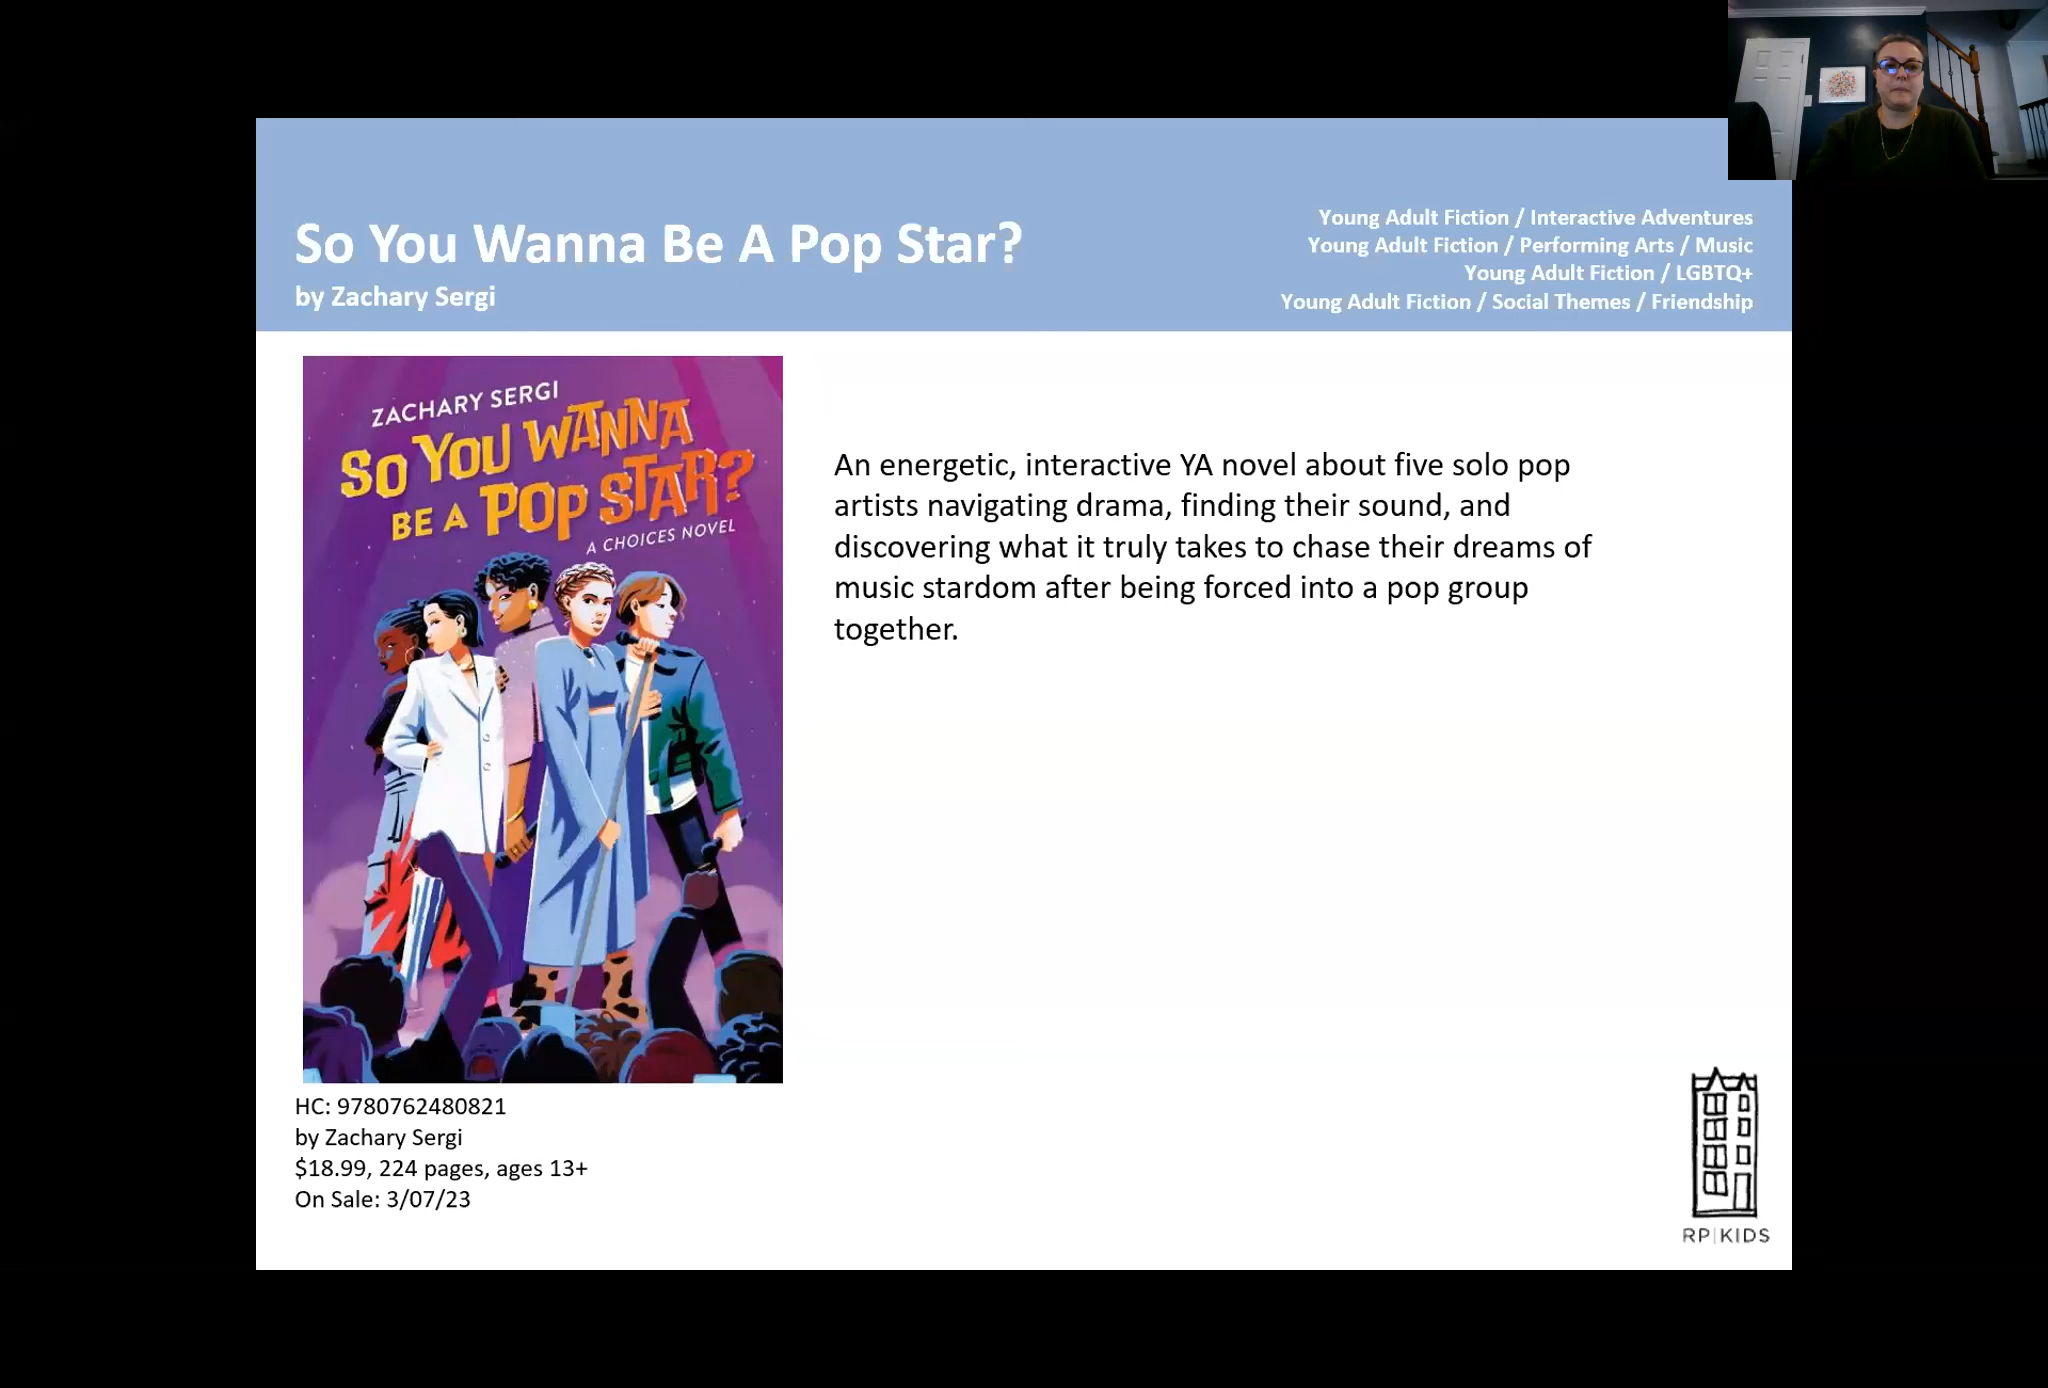 So You Wanna Be A Pop Star?
by Zachary Sergi
Young Adult Fiction / Interactive Adventures
Young Adult Fiction / Performing Arts / Music
Young Adult Fiction / LGBTQ+
Young Adult Fiction / Social Themes / Friendship
ZACHARY SERGI
SO YOU WANNA
BE A POP STAR?
A CHOICES NOVEL
An energetic, interactive YA novel about five solo pop
artists navigating drama, finding their sound, and
discovering what it truly takes to chase their dreams of
music stardom after being forced into a pop group
together.
HC: 9780762480821
by Zachary Sergi
$18.99, 224 pages, ages 13+
On Sale: 3/07/23
RP|KIDS